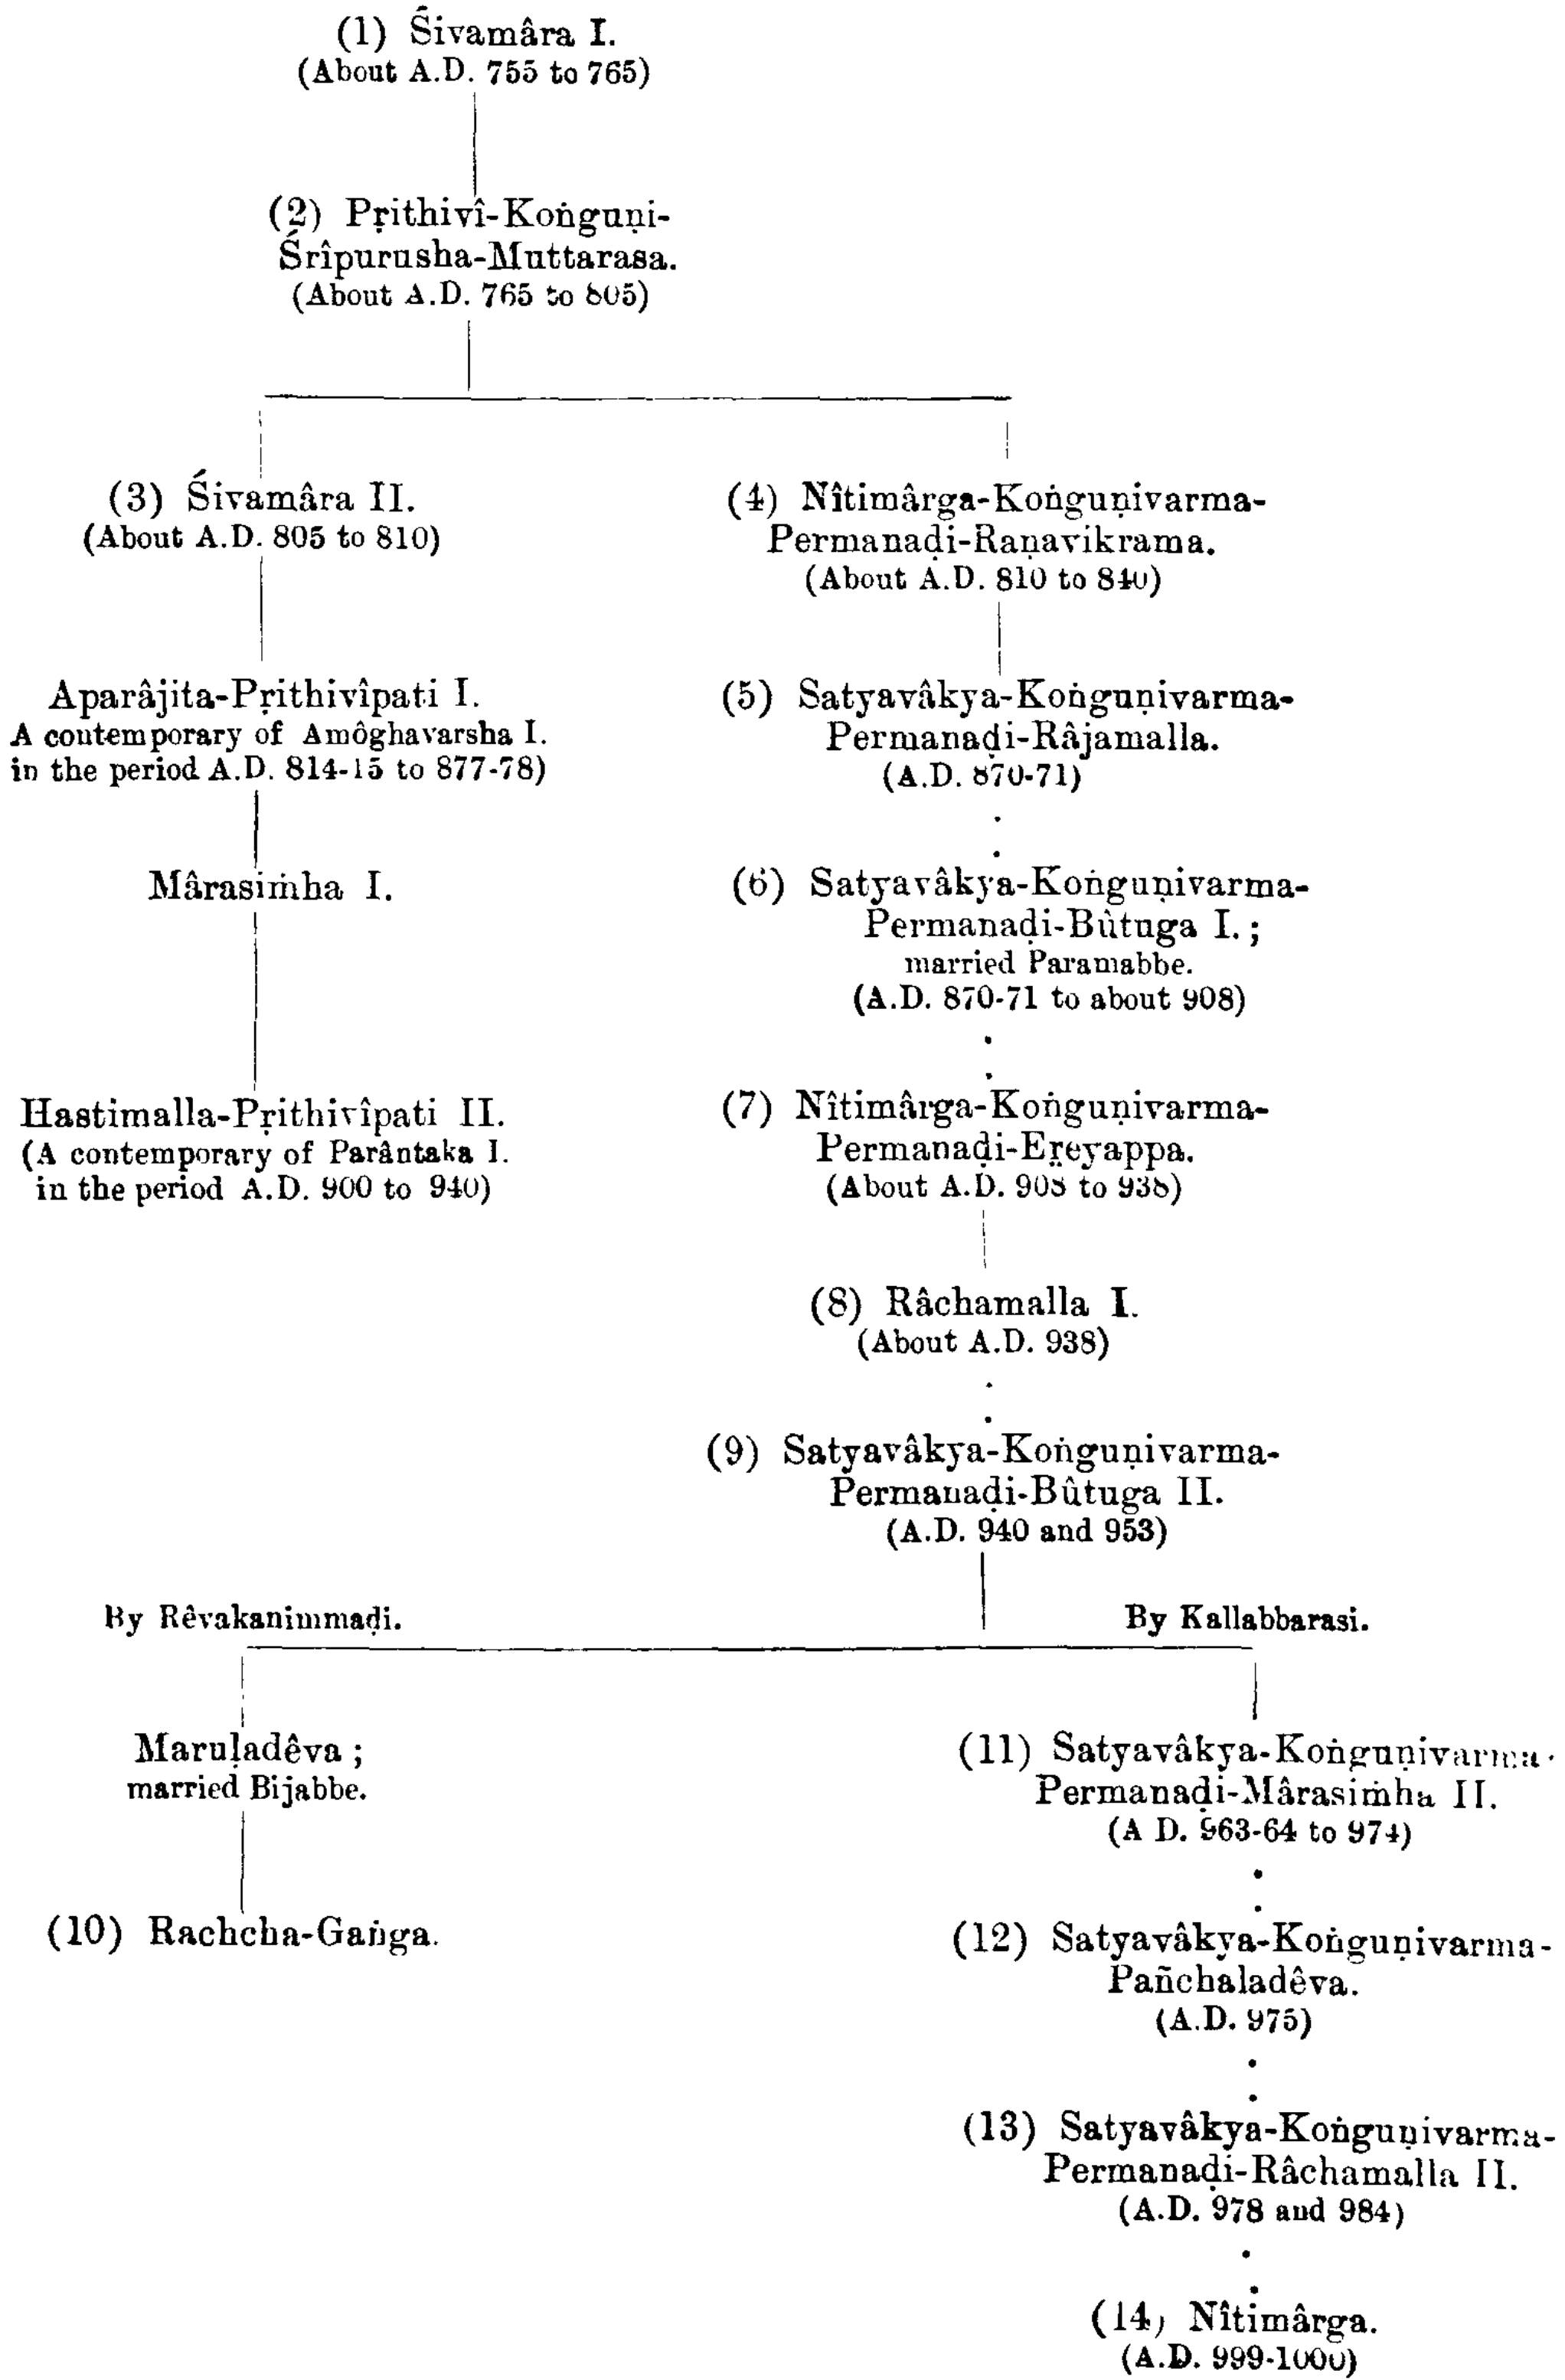 (1) Śivamâra I.
(About A.D. 755 to 765)
(2) Pṛithivî-Koṅguṇi-
Śrîpurusha-Muttarasa.
(About A.D. 765 to 805)
(3) Śivamâra II.
(About A.D. 805 to 810)
(4) Nîtimârga-Koṅguṇivarma-
Permanaḍi-Raṇavikrama.
(About A.D. 810 to 840)
Aparâjita-Pṛithivîpati I.
A contemporary of Amôghavarsha I.
in the period A.D. 814-15 to 877-78)
(5) Satyavâkya-Koṅguṇivarma-
Permanaḍi-Râjamalla.
(A.D. 870-71)
Mârasiṁha I.
(6) Satyavâkya-Koṅguṇivarma-
Permanaḍi-Bûtuga I.;
married Paramabbe.
(A.D. 870-71 to about 908)
Hastimalla-Pṛithivîpati II.
(A contemporary of Parântaka I.
in the period A.D. 900 to 940)
(7) Nîtimârga-Koṅguṇivarma-
Permanaḍi-Eṟeyappa.
(About A.D. 908 to 938)
(8) Râchamalla I.
(About A.D. 938)
(9) Satyavâkya-Koṅguṇivarma-
Permanaḍi-Bûtuga II.
(A.D. 940 and 953)
By Rêvakanimmaḍi.
By Kallabbarasi.
Maruḷadêva;
married Bijabbe.
(11) Satyavâkya-Koṅguṇivarma-
Permanaḍi-Mârasiṁha II.
(A D. 963-64 to 974)
(10) Rachcha-Gaṅga.
(12) Satyavâkya-Koṅguṇivarma-
Pañchaladêva.
(A.D. 975)
(13) Satyavâkya-Koṅguṇivarma-
Permanaḍi-Râchamalla II.
(A.D. 978 and 984)
(14) Nîtimârga.
(A.D. 999-1000)